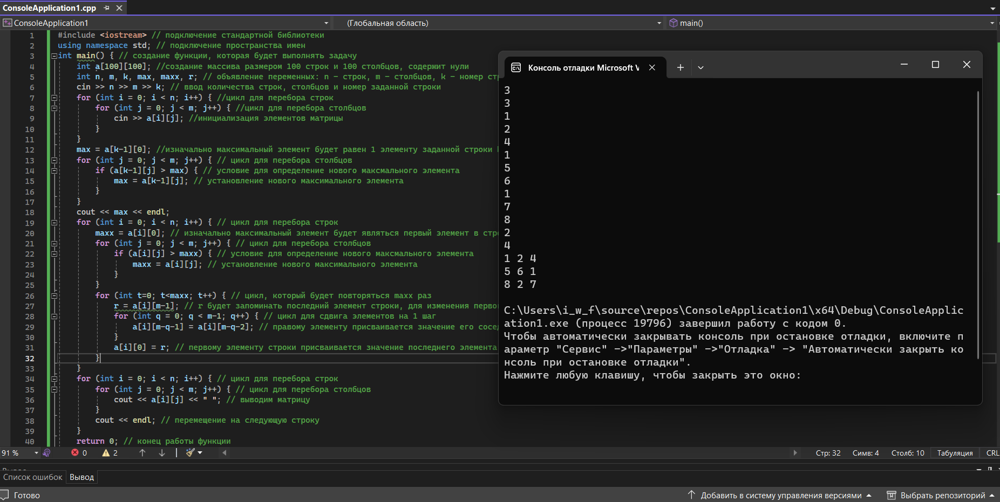 ConsoleApplication1.cpp
ConsoleApplication1
(Глобальная область)
main()
1 #include <iostream> // подключение стандартной библиотеки
2 using namespace std; // подключение пространства имен
3 int main() { // создание функции, которая будет выполнять задачу
4 int a[100][100]; //создание массива размером 100 строк и 100 столбцов, содержит нули
5 int n, m, k, max, maxx, r; // объявление переменных: n - строк, m - столбцов, k - номер стр
6 cin >> n >> m >> k; // ввод количества строк, столбцов и номер заданной строки
7 for (int i = 0; i < n; i++) { //цикл для перебора строк
8 for (int j = 0; j < m; j++) { //цикл для перебора столбцов
9 cin >> a[i][j]; //инициализация элементов матрицы
10 }
11 }
12 max = a[k-1][0]; //изначально максимальный элемент будет равен 1 элементу заданной строки
13 for (int j = 0; j < m; j++) { // цикл для перебора столбцов
14 if (a[k-1][j] > max) { // условие для определение нового максмального элемента
15 max = a[k-1][j]; // установление нового максимального элемента
16 }
17 }
18 cout << max << endl;
19 for (int i = 0; i < n; i++) { // цикл для перебора строк
20 maxx = a[i][0]; // изначально максимальный элемент будет являться первый элемент в стр
21 for (int j = 0; j < m; j++) { // цикл для перебора столбцов
22 if (a[i][j] > maxx) { // условие для определение нового максмального элемента
23 maxx = a[i][j]; // установление нового максимального элемента
24 }
25 }
26 for (int t=0; t<maxx; t++) { // цикл, который будет повторяться maxx раз
27 r = a[i][m-1]; // r будет запоминать последний элемент строки, для изменения перво
28 for (int q = 0; q < m-1; q++) { // цикл для сдвига элементов на 1 шаг
29 a[i][m-q-1] = a[i][m-q-2]; // правому элементу присваивается значение его сосед
30 }
31 a[i][0] = r; // первому элементу строки присваивается значение последнего элемента
32 }
33 }
34 for (int i = 0; i < n; i++) { // цикл для перебора строк
35 for (int j = 0; j < m; j++) { // цикл для перебора столбцов
36 cout << a[i][j] << " "; // выводим матрицу
37 }
38 cout << endl; // перемещение на следующую строку
39 }
40 return 0; // конец работы функции
Консоль отладки Microsoft V
3
3
1
2
4
1
5
6
1
7
8
2
4
1 2 4
5 6 1
8 2 7
C:\Users\i_w_f\source\repos\ConsoleApplication1\x64\Debug\ConsoleApplic
ation1.exe (процесс 19796) завершил работу с кодом 0.
Чтобы автоматически закрывать консоль при остановке отладки, включите п
араметр "Сервис" ->"Параметры" ->"Отладка" -> "Автоматически закрыть ко
нсоль при остановке отладки".
Нажмите любую клавишу, чтобы закрыть это окно:
91 %
0
2
Стр: 32
Симв: 4
Столб: 10
Табуляция
CRL
Список ошибок
Вывод
Готово
Добавить в систему управления версиями
Выбрать репозиторий